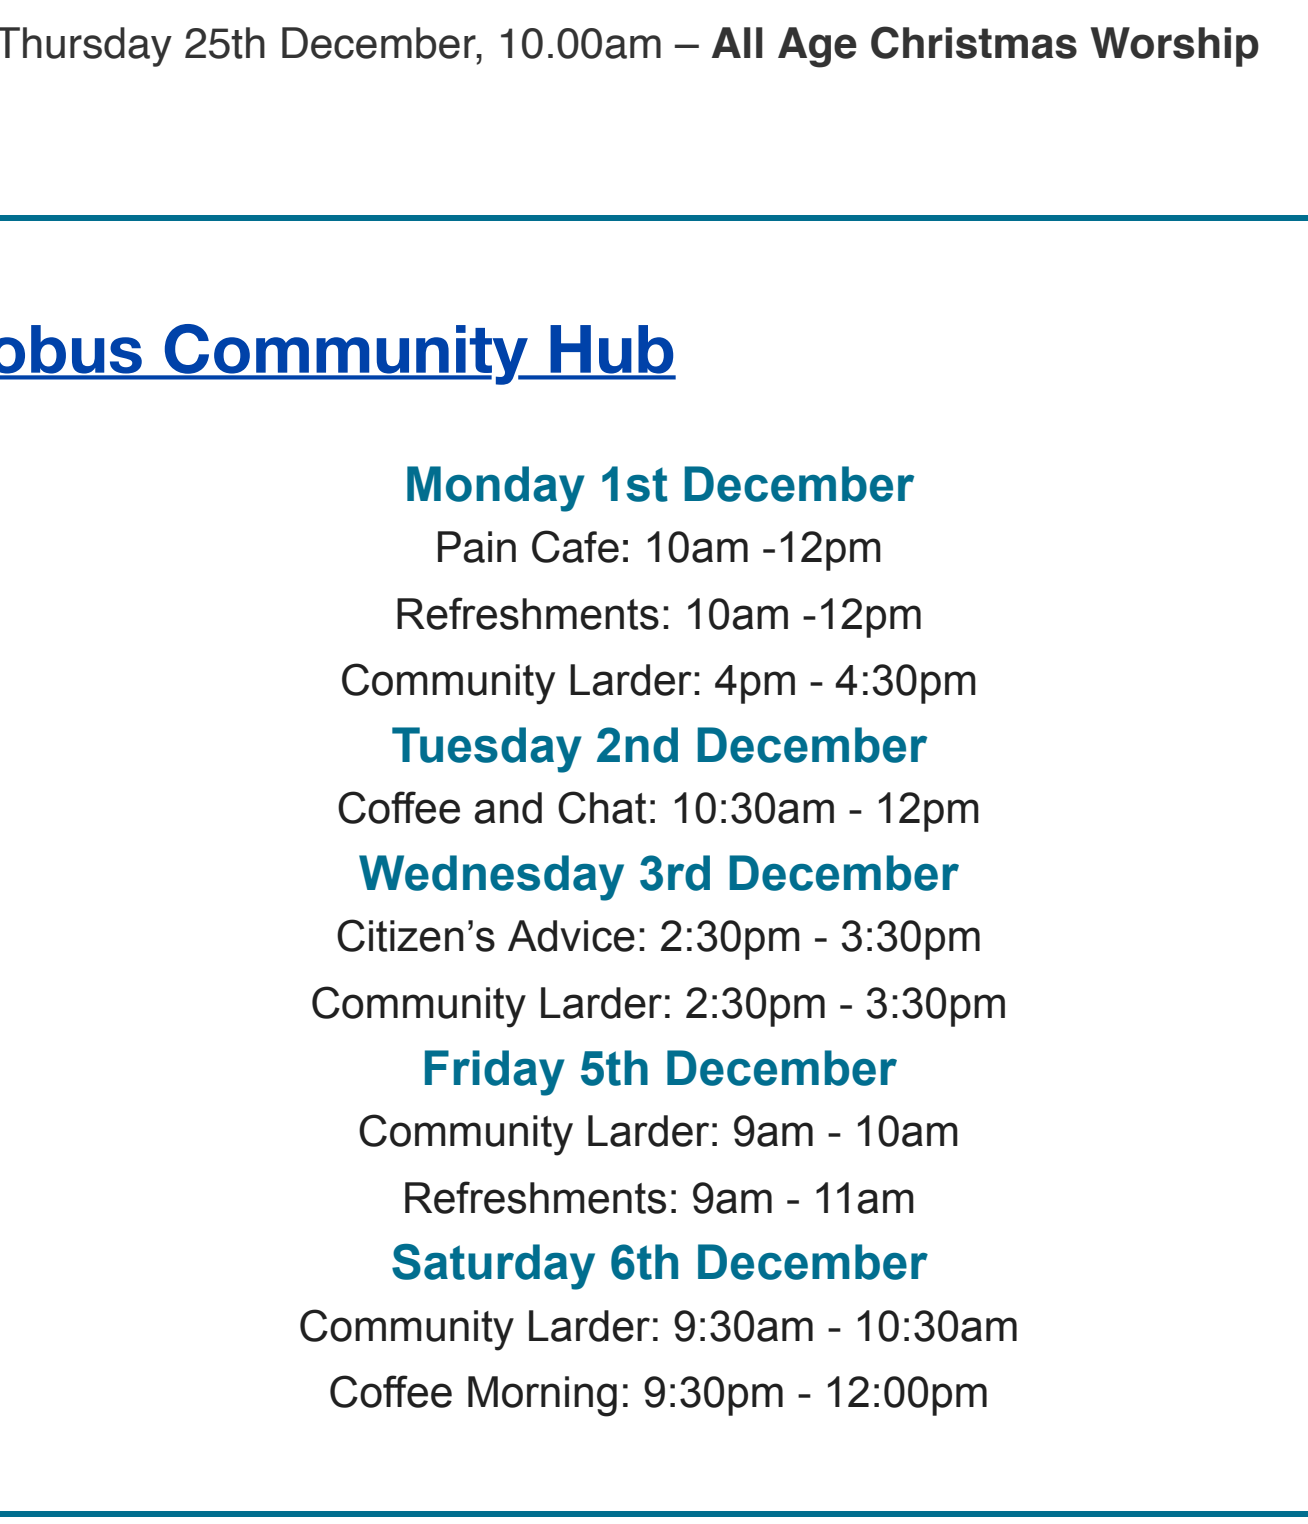 Thursday 25th December, 10.00am – All Age Christmas Worship
obus Community Hub
Monday 1st December
Pain Cafe: 10am -12pm
Refreshments: 10am -12pm
Community Larder: 4pm - 4:30pm
Tuesday 2nd December
Coffee and Chat: 10:30am - 12pm
Wednesday 3rd December
Citizen’s Advice: 2:30pm - 3:30pm
Community Larder: 2:30pm - 3:30pm
Friday 5th December
Community Larder: 9am - 10am
Refreshments: 9am - 11am
Saturday 6th December
Community Larder: 9:30am - 10:30am
Coffee Morning: 9:30pm - 12:00pm